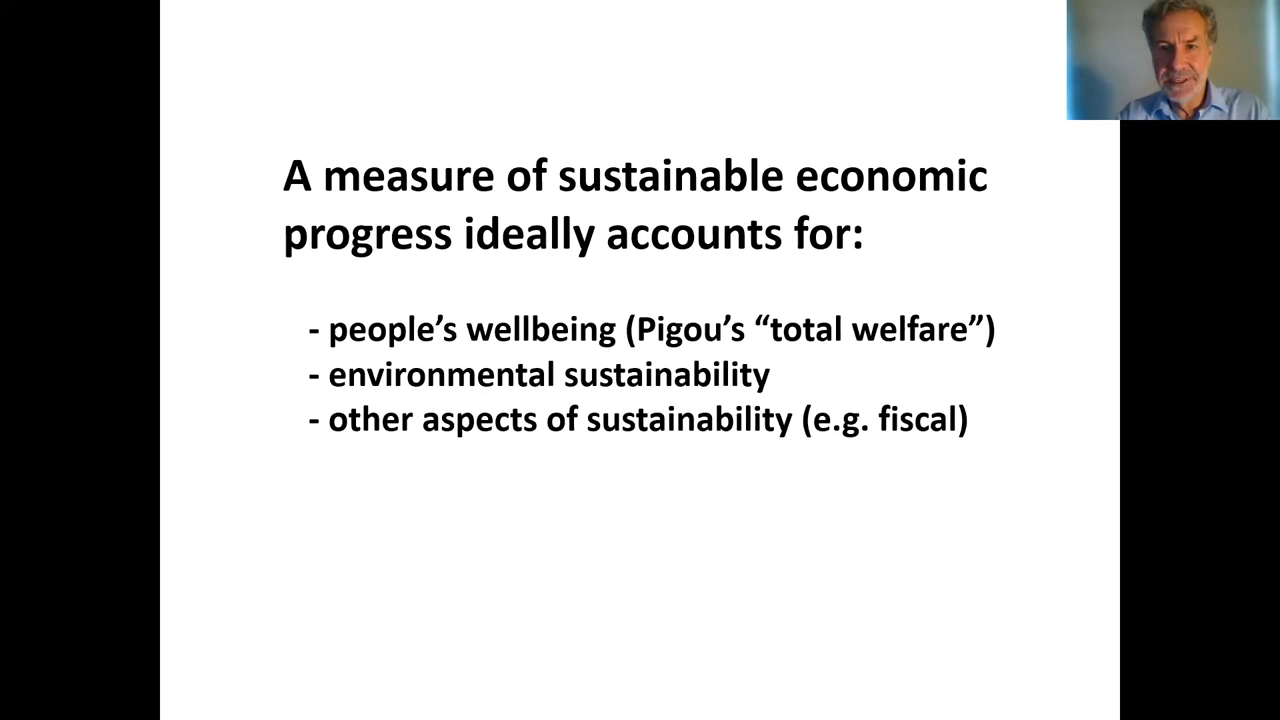 A measure of sustainable economic
progress ideally accounts for:
- people’s wellbeing (Pigou’s “total welfare”)
- environmental sustainability
- other aspects of sustainability (e.g. fiscal)